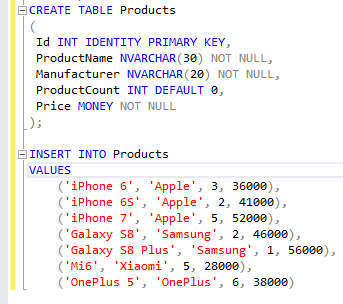 CREATE TABLE Products
(
Id INT IDENTITY PRIMARY KEY,
ProductName NVARCHAR(30) NOT NULL,
Manufacturer NVARCHAR(20) NOT NULL,
ProductCount INT DEFAULT 0,
Price MONEY NOT NULL
);
INSERT INTO Products
VALUES
('iPhone 6', 'Apple', 3, 36000),
('iPhone 6S', 'Apple', 2, 41000),
('iPhone 7', 'Apple', 5, 52000),
('Galaxy S8', 'Samsung', 2, 46000),
('Galaxy S8 Plus', 'Samsung', 1, 56000),
('Mi6', 'Xiaomi', 5, 28000),
('OnePlus 5', 'OnePlus', 6, 38000)